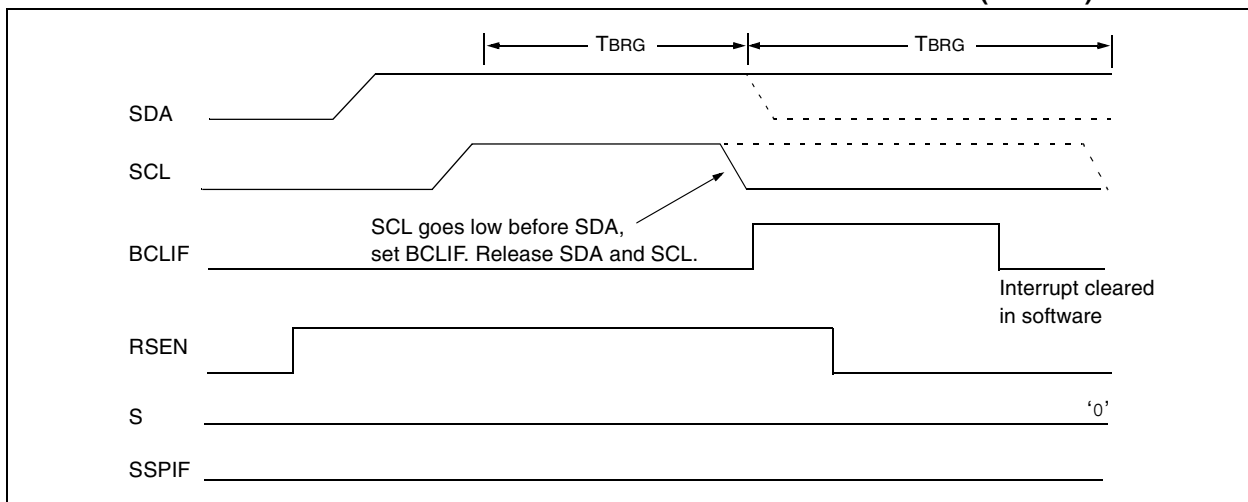 TBRG TBRG
SDA
SCL
SCL goes low before SDA,
set BCLIF. Release SDA and SCL.
BCLIF
Interrupt cleared
in software
RSEN
S
‘0’
SSPIF